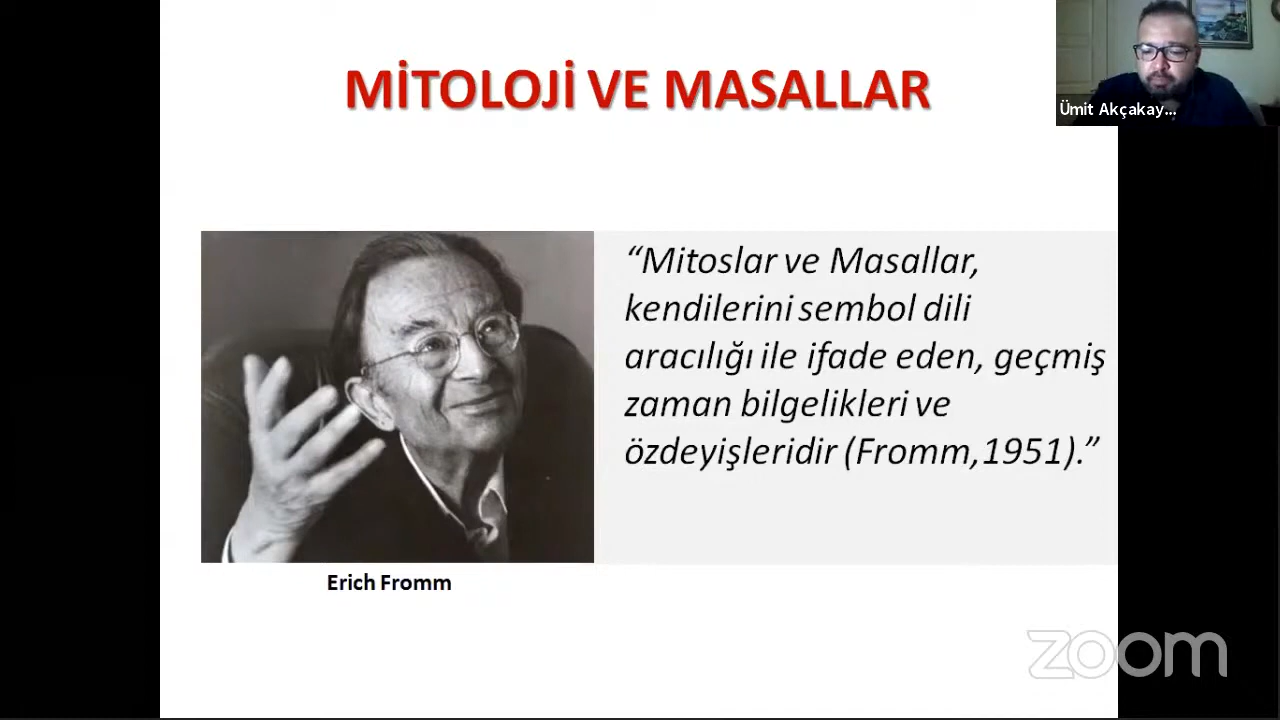 MİTOLOJİ VE MASALLAR
Ümit Akçakay...
“Mitoslar ve Masallar,
kendilerini sembol dili
aracılığı ile ifade eden, geçmiş
zaman bilgelikleri ve
özdeyişleridir (Fromm,1951).”
Erich Fromm
zoom